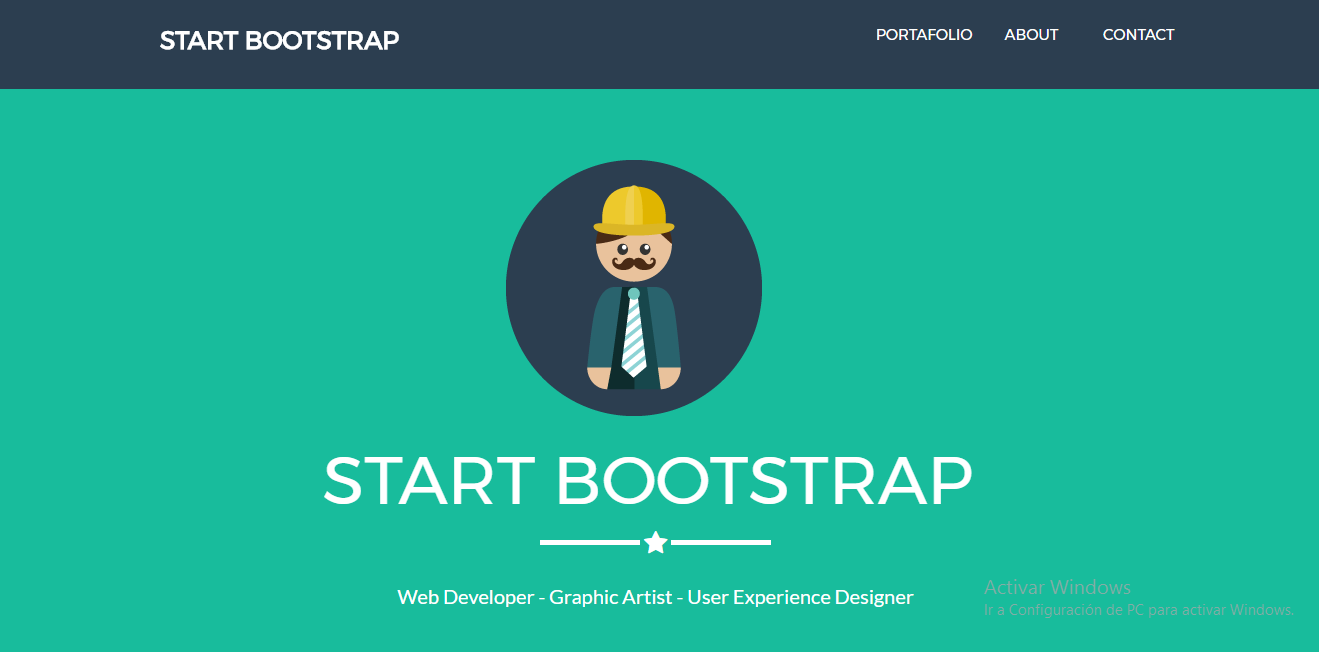 START BOOTSTRAP
PORTAFOLIO ABOUT CONTACT
START BOOTSTRAP
Web Developer - Graphic Artist - User Experience Designer
Activar Windows
Ir a Configuración de PC para activar Windows.